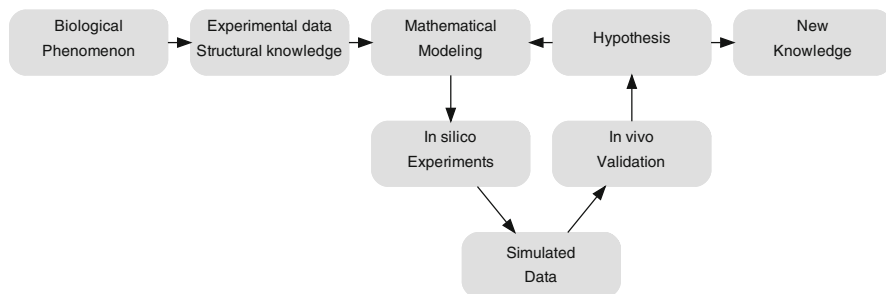 Biological
Phenomenon
Experimental data
Structural knowledge
Mathematical
Modeling
Hypothesis
New
Knowledge
In silico
Experiments
In vivo
Validation
Simulated
Data